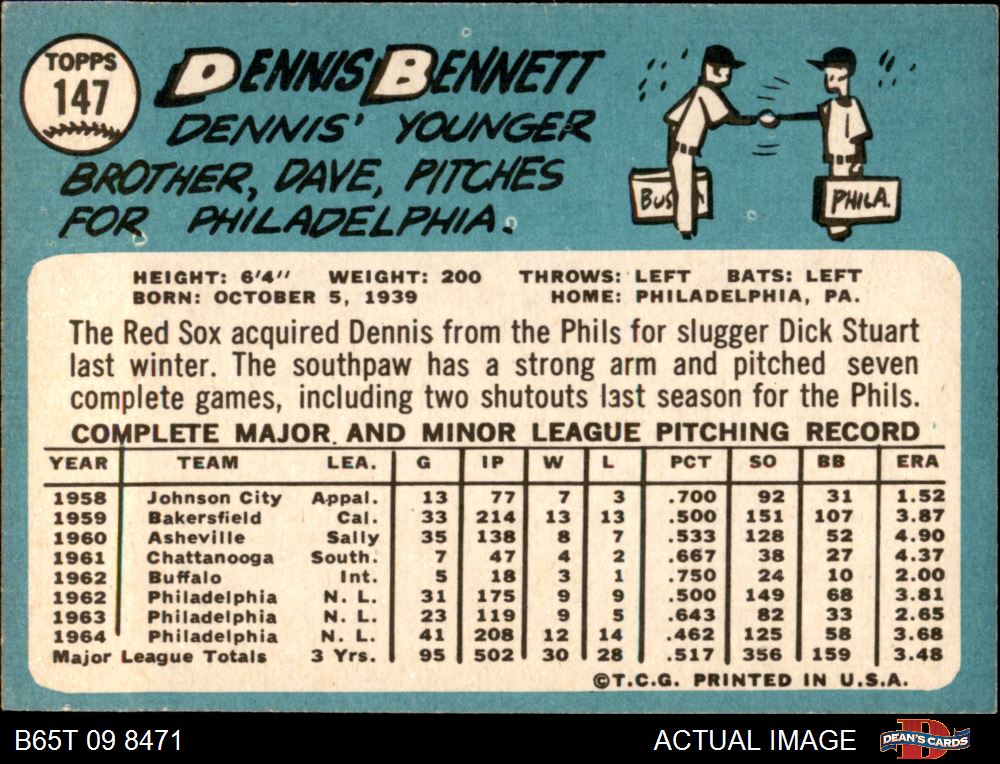 TOPPS
147
DENNIS BENNETT
DENNIS' YOUNGER
BROTHER, DAVE, PITCHES
FOR PHILADELPHIA.
BUS
PHILA.
HEIGHT: 6'4" WEIGHT: 200 THROWS: LEFT BATS: LEFT
BORN: OCTOBER 5, 1939 HOME: PHILADELPHIA, PA.
The Red Sox acquired Dennis from the Phils for slugger Dick Stuart
last winter. The southpaw has a strong arm and pitched seven
complete games, including two shutouts last season for the Phils.
COMPLETE MAJOR AND MINOR LEAGUE PITCHING RECORD
YEAR TEAM LEA. G IP W L PCT SO BB ERA
1958 Johnson City Appal. 13 77 7 3 .700 92 31 1.52
1959 Bakersfield Cal. 33 214 13 13 .500 151 107 3.87
1960 Asheville Sally 35 138 8 7 .533 128 52 4.90
1961 Chattanooga South. 7 47 4 2 .667 38 27 4.37
1962 Buffalo Int. 5 18 3 1 .750 24 10 2.00
1962 Philadelphia N. L. 31 175 9 9 .500 149 68 3.81
1963 Philadelphia N. L. 23 119 9 5 .643 82 33 2.65
1964 Philadelphia N. L. 41 208 12 14 .462 125 58 3.68
Major League Totals 3 Yrs. 95 502 30 28 .517 356 159 3.48
©T.C.G. PRINTED IN U.S.A.
B65T 09 8471 ACTUAL IMAGE DEAN'S CARDS